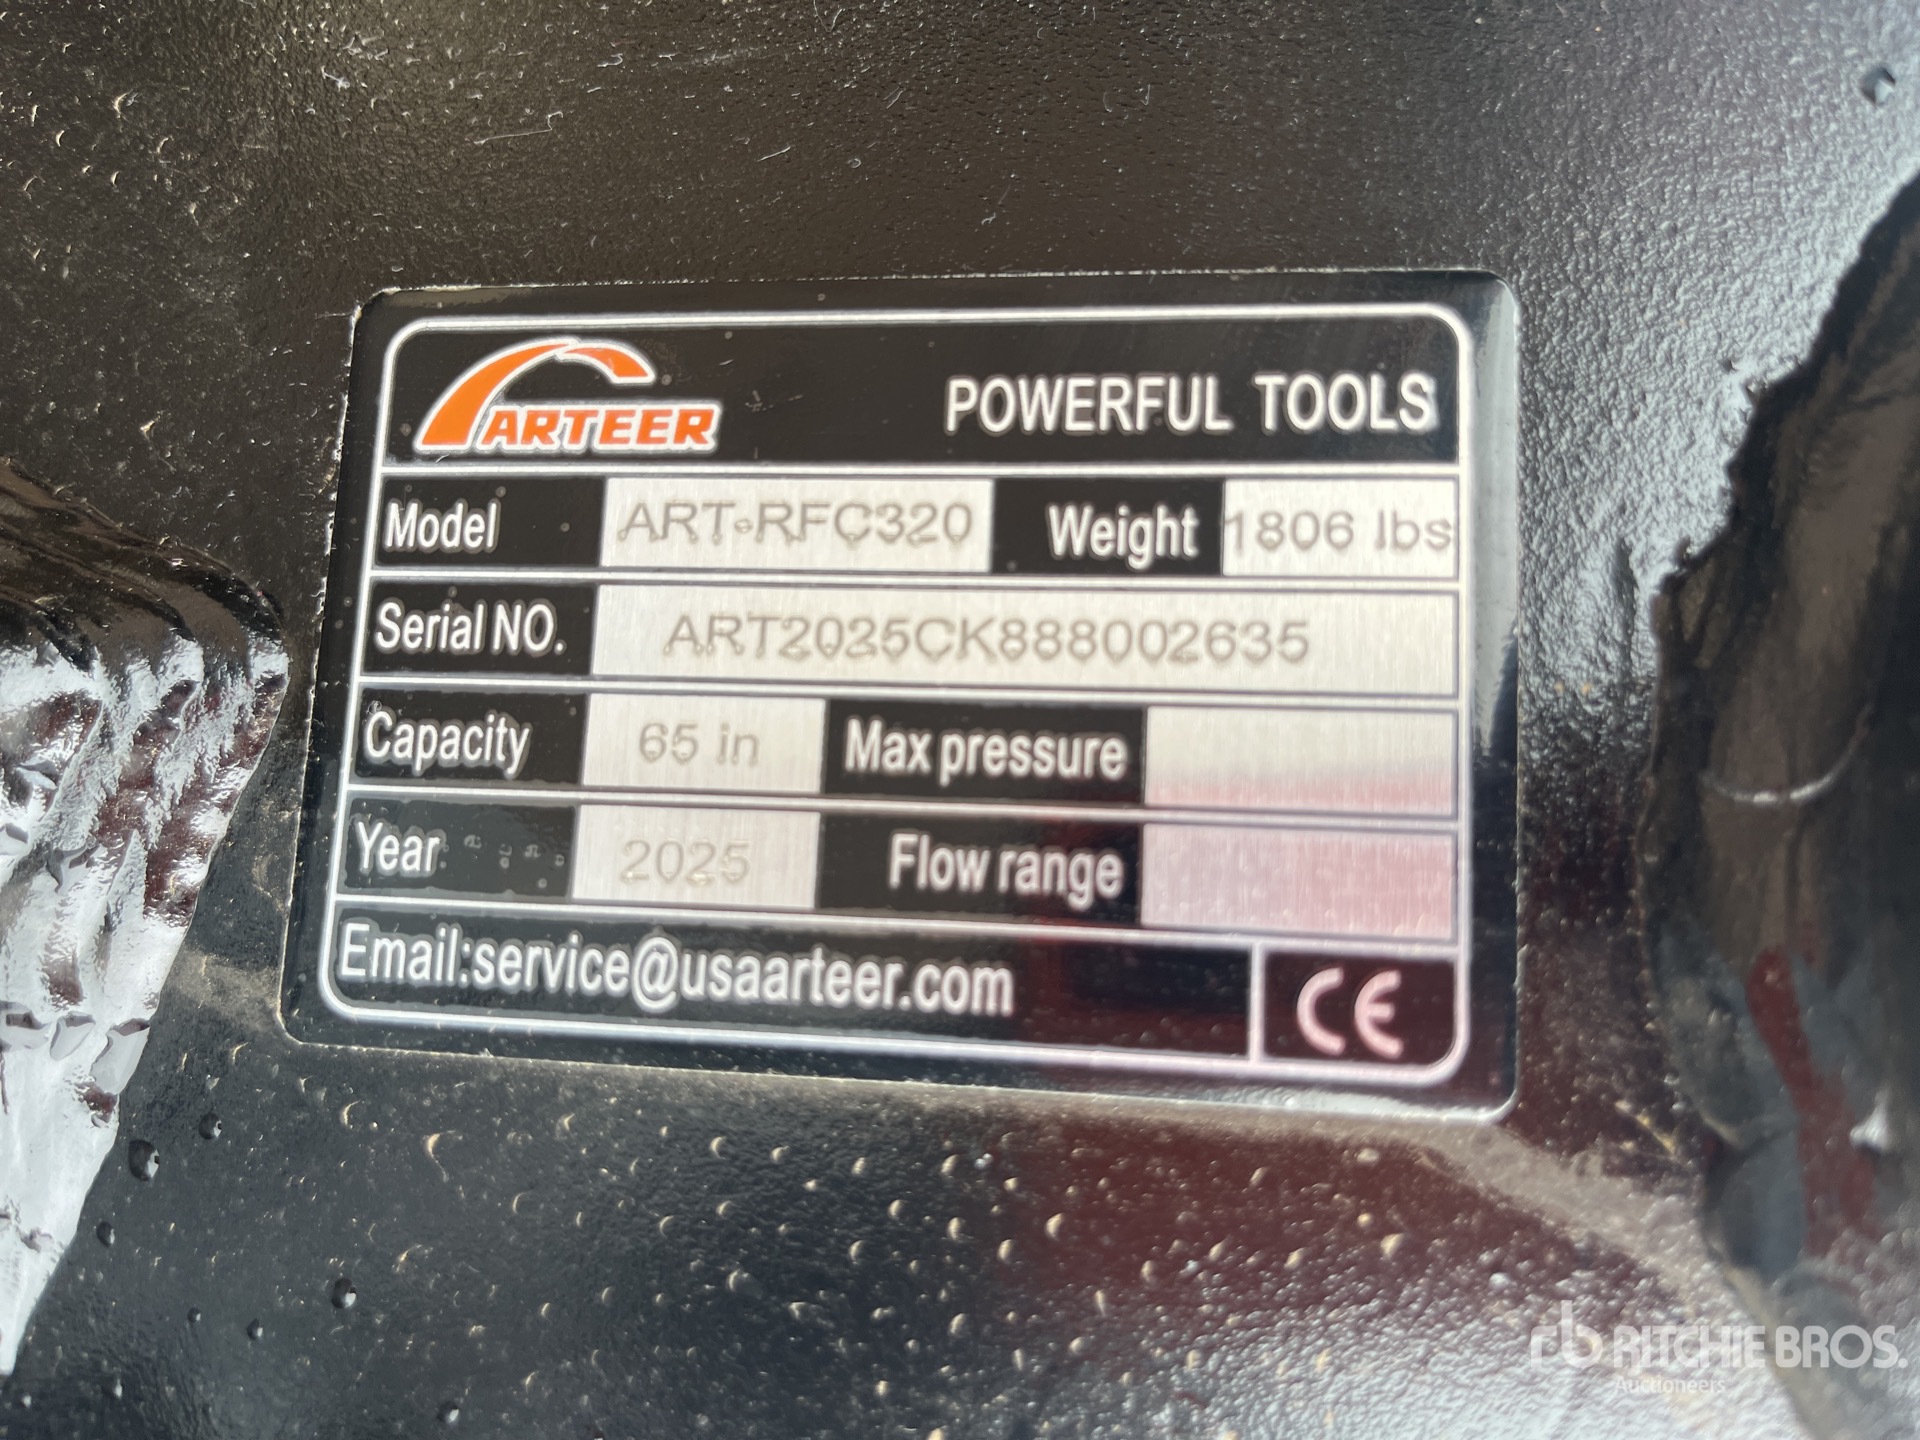 ARTEER POWERFUL TOOLS
Model ART-RFC320 Weight 1806 lbs
Serial NO. ART2025CK888002635
Capacity 65 in Max pressure
Year 2025 Flow range
Email:service@usaarteer.com CE
rb RITCHIE BROS.
Auctioneers